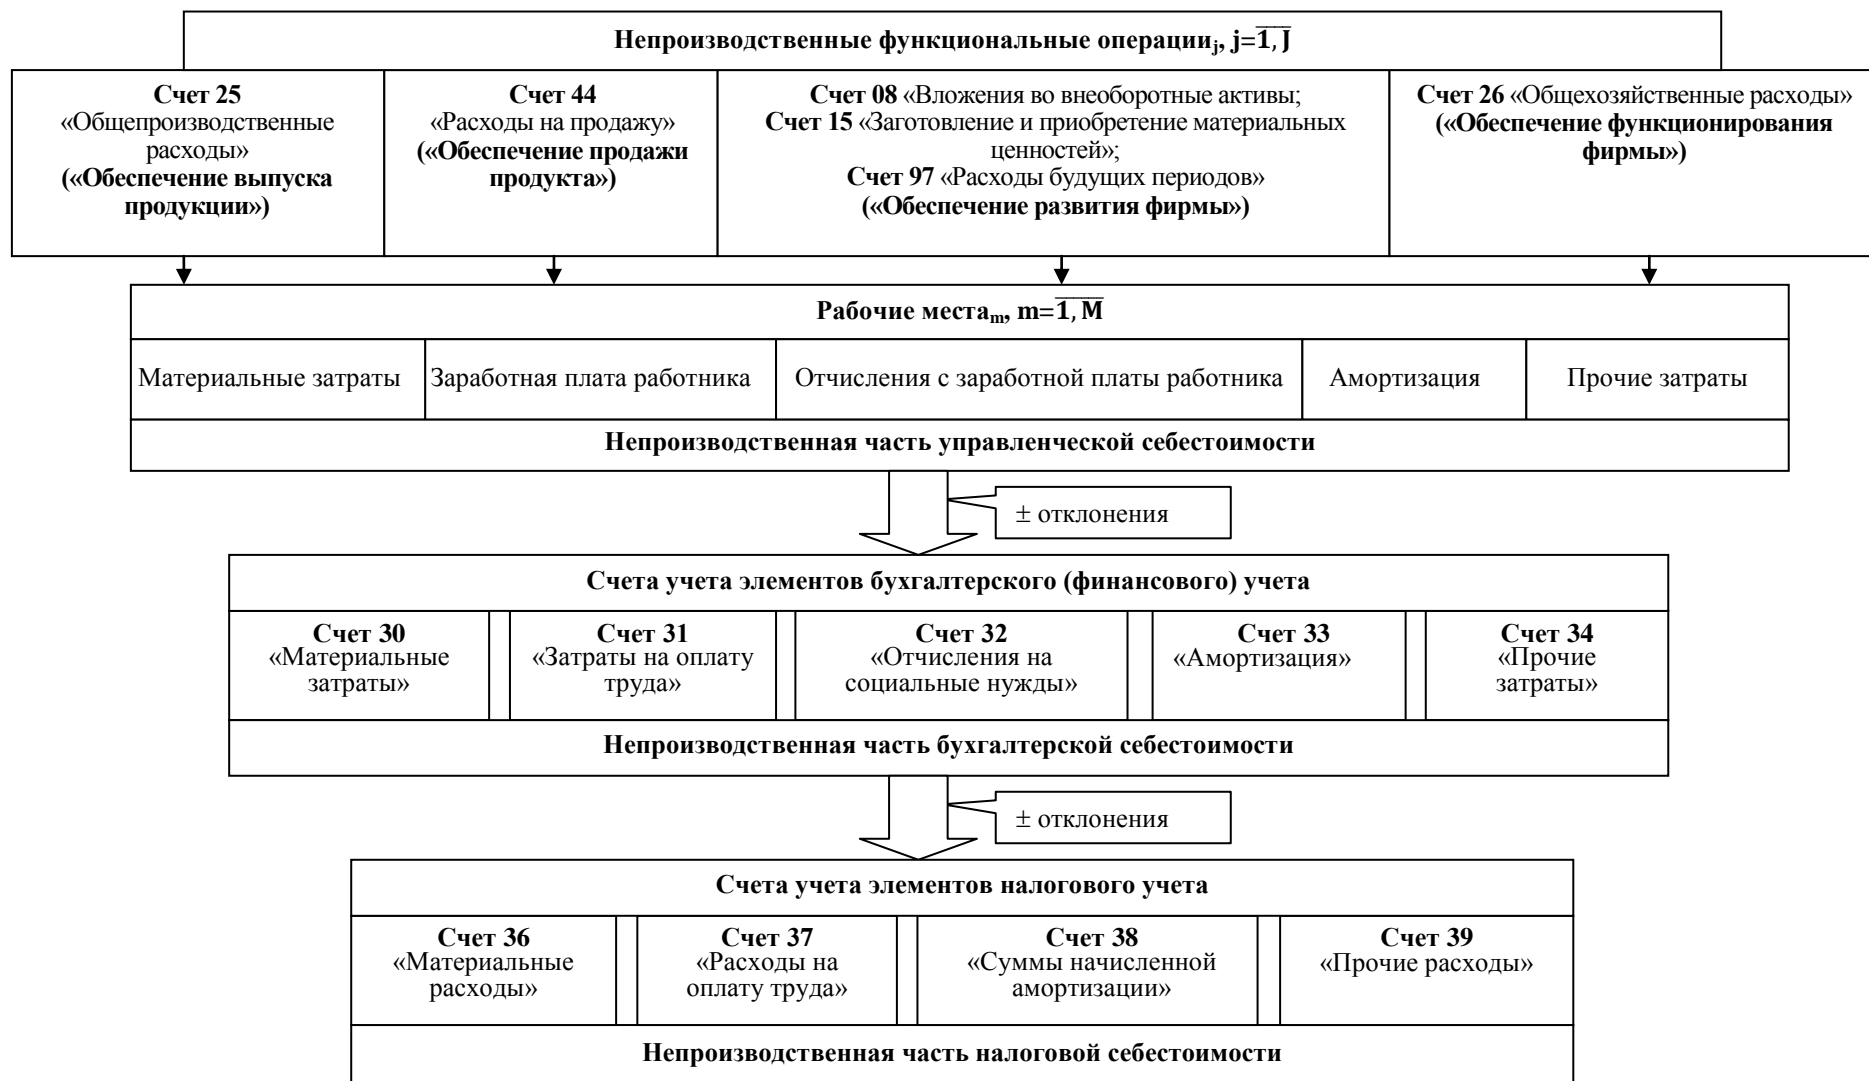 Непроизводственные функциональные операцииj, j=1,J
Счет 25
«Общепроизводственные
расходы»
(«Обеспечение выпуска
продукции»)
Счет 44
«Расходы на продажу»
(«Обеспечение продажи
продукта»)
Счет 08 «Вложения во внеоборотные активы;
Счет 15 «Заготовление и приобретение материальных
ценностей»;
Счет 97 «Расходы будущих периодов»
(«Обеспечение развития фирмы»)
Счет 26 «Общехозяйственные расходы»
(«Обеспечение функционирования
фирмы»)
Рабочие местаm, m=1,M
Материальные затраты
Заработная плата работника
Отчисления с заработной платы работника
Амортизация
Прочие затраты
Непроизводственная часть управленческой себестоимости
± отклонения
Счета учета элементов бухгалтерского (финансового) учета
Счет 30
«Материальные
затраты»
Счет 31
«Затраты на оплату
труда»
Счет 32
«Отчисления на
социальные нужды»
Счет 33
«Амортизация»
Счет 34
«Прочие
затраты»
Непроизводственная часть бухгалтерской себестоимости
± отклонения
Счета учета элементов налогового учета
Счет 36
«Материальные
расходы»
Счет 37
«Расходы на
оплату труда»
Счет 38
«Суммы начисленной
амортизации»
Счет 39
«Прочие расходы»
Непроизводственная часть налоговой себестоимости